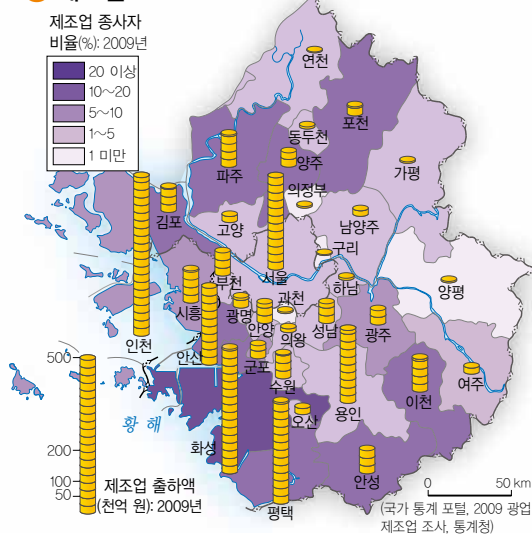 제조업 종사자
비율(%): 2009년
20 이상
10~20
5~10
1~5
1 미만
연천
포천
동두천
파주
양주
가평
의정부
김포
고양
남양주
서울
구리
부천
하남
양평
시흥
광명
과천
인천
안양
성남
광주
안산
의왕
군포
수원
용인
이천
여주
오산
화성
안성
평택
황해
500
200
100
50
제조업 출하액
(천억 원): 2009년
0 50 km
(국가 통계 포털, 2009 광업
제조업 조사, 통계청)